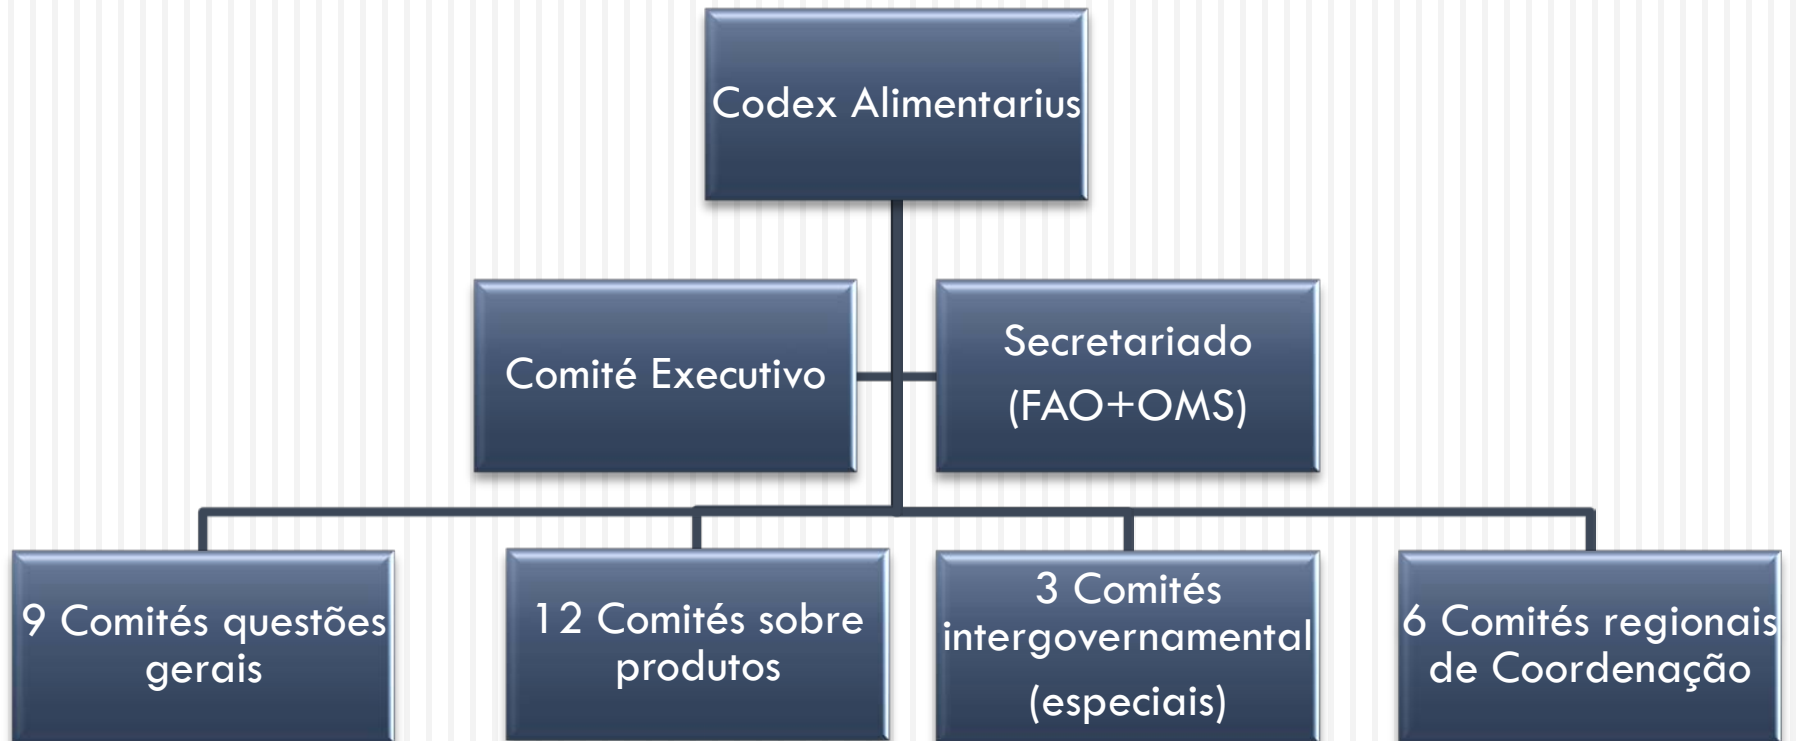 Codex Alimentarius
Comité Executivo
Secretariado
(FAO+OMS)
9 Comités questões
gerais
12 Comités sobre
produtos
3 Comités
intergovernamental
(especiais)
6 Comités regionais
de Coordenação